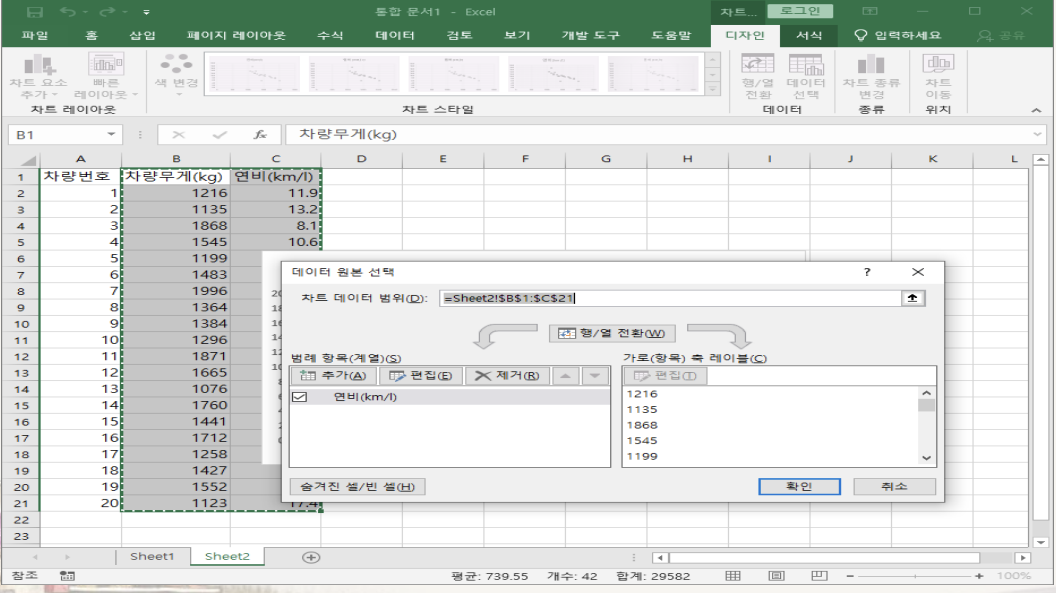 통합 문서1 - Excel 차트... 로그인
파일 홈 삽입 페이지 레이아웃 수식 데이터 검토 보기 개발 도구 도움말 디자인 서식 입력하세요 공유
차트 요소 추가 빠른 레이아웃 색 변경 행/열 전환 데이터 선택 차트 종류 변경 차트 이동
차트 레이아웃 차트 스타일 데이터 종류 위치
B1 fx 차량무게(kg)
A B C D E F G H I J K L
1 차량번호 차량무게(kg) 연비(km/l)
2 1 1216 11.9
3 2 1135 13.2
4 3 1868 8.1
5 4 1545 10.6
6 5 1199
7 6 1483
8 7 1996
9 8 1364
10 9 1384
11 10 1296
12 11 1871
13 12 1665
14 13 1076
15 14 1760
16 15 1441
17 16 1712
18 17 1258
19 18 1427
20 19 1552
21 20 1123 17.4
22
23
데이터 원본 선택 ? ×
차트 데이터 범위(D): =Sheet2!$B$1:$C$21
행/열 전환(W)
범례 항목(계열)(S) 가로(항목) 축 레이블(C)
추가(A) 편집(E) 제거(R) 편집(T)
연비(km/l) 1216
1135
1868
1545
1199
숨겨진 셀/빈 셀(H) 확인 취소
Sheet1 Sheet2
참조 평균: 739.55 개수: 42 합계: 29582 100%